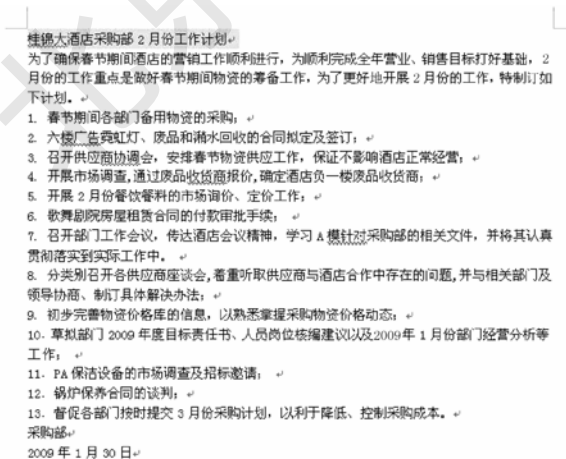 桂锦大酒店采购部 2 月份工作计划
为了确保春节期间酒店的营销工作顺利进行，为顺利完成全年营业、销售目标打好基础，2
月份的工作重点是做好春节期间物资的筹备工作，为了更好地开展 2 月份的工作，特制订如
下计划。
1. 春节期间各部门备用物资的采购；
2. 六楼广告霓虹灯、废品和潲水回收的合同拟定及签订；
3. 召开供应商协调会，安排春节物资供应工作，保证不影响酒店正常经营；
4. 开展市场调查,通过废品收货商报价,确定酒店负一楼废品收货商；
5. 开展 2 月份餐饮餐料的市场询价、定价工作；
6. 歌舞剧院房屋租赁合同的付款审批手续；
7. 召开部门工作会议，传达酒店会议精神，学习 A 模针对采购部的相关文件，并将其认真
贯彻落实到实际工作中。
8. 分类别召开各供应商座谈会,着重听取供应商与酒店合作中存在的问题,并与相关部门及
领导协商、制订具体解决办法；
9. 初步完善物资价格库的信息，以熟悉掌握采购物资价格动态；
10．草拟部门 2009 年度目标责任书、人员岗位核编建议以及2009年 1 月份部门经营分析等
工作；
11．PA 保洁设备的市场调查及招标邀请；
12．锅炉保养合同的谈判；
13．督促各部门按时提交 3 月份采购计划，以利于降低、控制采购成本。
采购部
2009 年 1 月 30 日